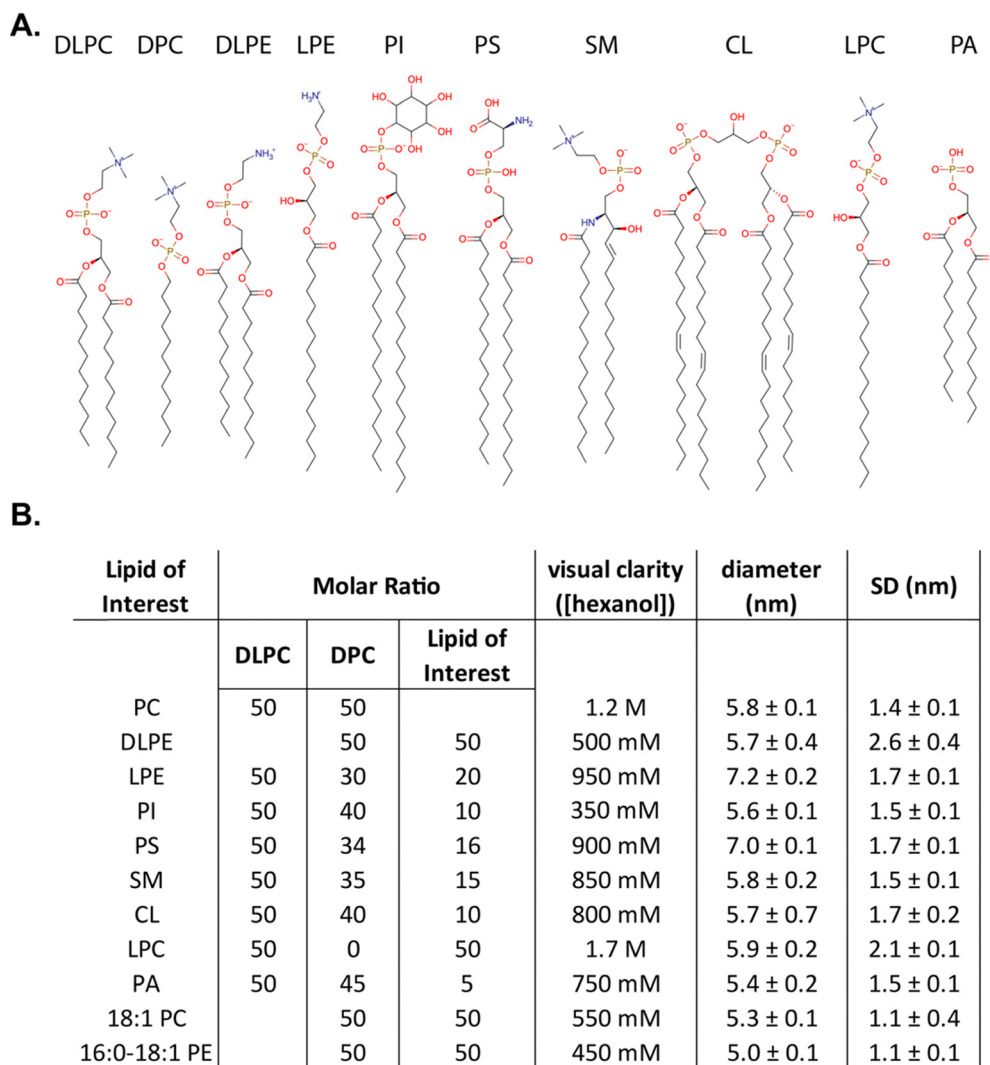 A.
DLPC DPC DLPE LPE PI PS SM CL LPC PA
B.
Lipid of Interest | Molar Ratio | visual clarity ([hexanol]) | diameter (nm) | SD (nm)
DLPC | DPC | Lipid of Interest
PC 50 50 1.2 M 5.8 ± 0.1 1.4 ± 0.1
DLPE 50 50 500 mM 5.7 ± 0.4 2.6 ± 0.4
LPE 50 30 20 950 mM 7.2 ± 0.2 1.7 ± 0.1
PI 50 40 10 350 mM 5.6 ± 0.1 1.5 ± 0.1
PS 50 34 16 900 mM 7.0 ± 0.1 1.7 ± 0.1
SM 50 35 15 850 mM 5.8 ± 0.2 1.5 ± 0.1
CL 50 40 10 800 mM 5.7 ± 0.7 1.7 ± 0.2
LPC 50 0 50 1.7 M 5.9 ± 0.2 2.1 ± 0.1
PA 50 45 5 750 mM 5.4 ± 0.2 1.5 ± 0.1
18:1 PC 50 50 550 mM 5.3 ± 0.1 1.1 ± 0.4
16:0-18:1 PE 50 50 450 mM 5.0 ± 0.1 1.1 ± 0.1